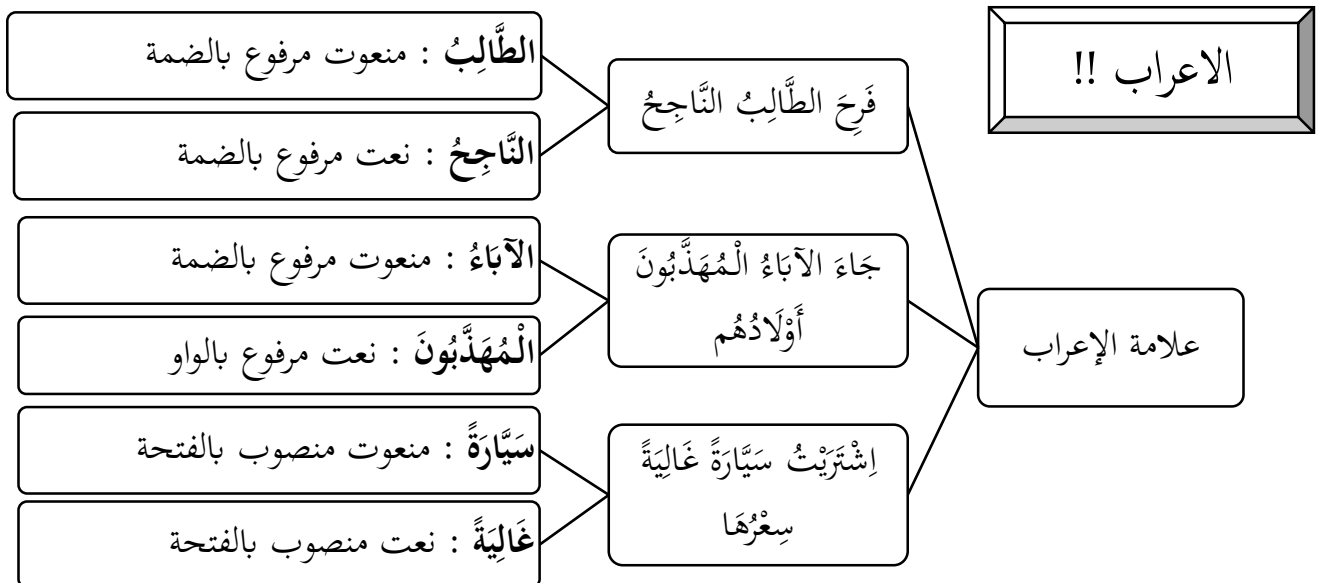 الاعراب !!
علامة الإعراب
فَرِحَ الطَّالِبُ النَّاجِحُ
الطَّالِبُ : منعوت مرفوع بالضمة
النَّاجِحُ : نعت مرفوع بالضمة
جَاءَ الآبَاءُ الْمُهَذَّبُونَ
أَوْلَادُهُم
الآبَاءُ : منعوت مرفوع بالضمة
الْمُهَذَّبُونَ : نعت مرفوع بالواو
اِشْتَرَيْتُ سَيَّارَةً غَالِيَةً
سِعْرُهَا
سَيَّارَةً : منعوت منصوب بالفتحة
غَالِيَةً : نعت منصوب بالفتحة